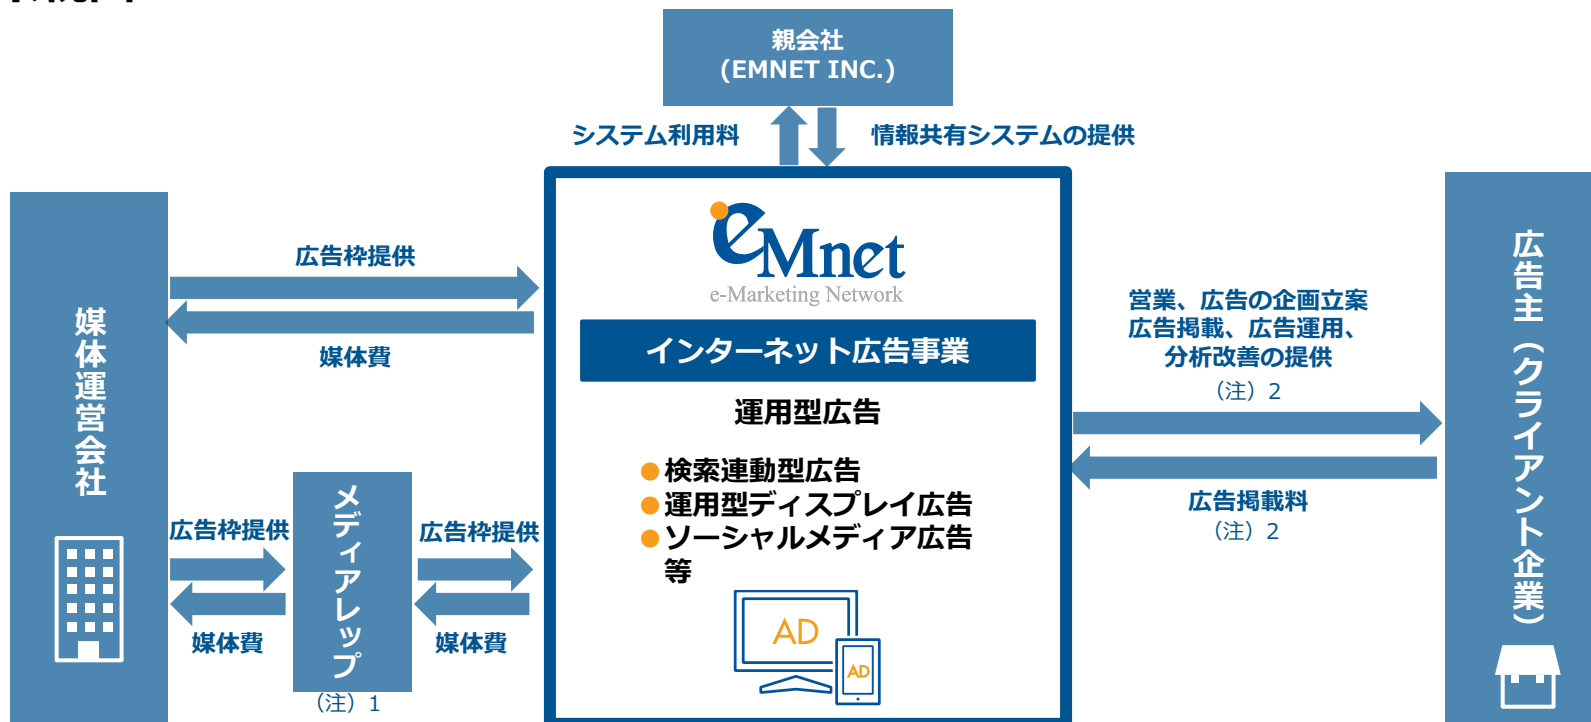 親会社
(EMNET INC.)
システム利用料
情報共有システムの提供
媒体運営会社
広告枠提供
媒体費
広告枠提供
媒体費
メディアレップ
（注）1
広告枠提供
媒体費
eMnet
e-Marketing Network
インターネット広告事業
運用型広告
●検索連動型広告
●運用型ディスプレイ広告
●ソーシャルメディア広告
等
AD
AD
営業、広告の企画立案
広告掲載、広告運用、
分析改善の提供
（注）2
広告掲載料
（注）2
広告主（クライアント企業）